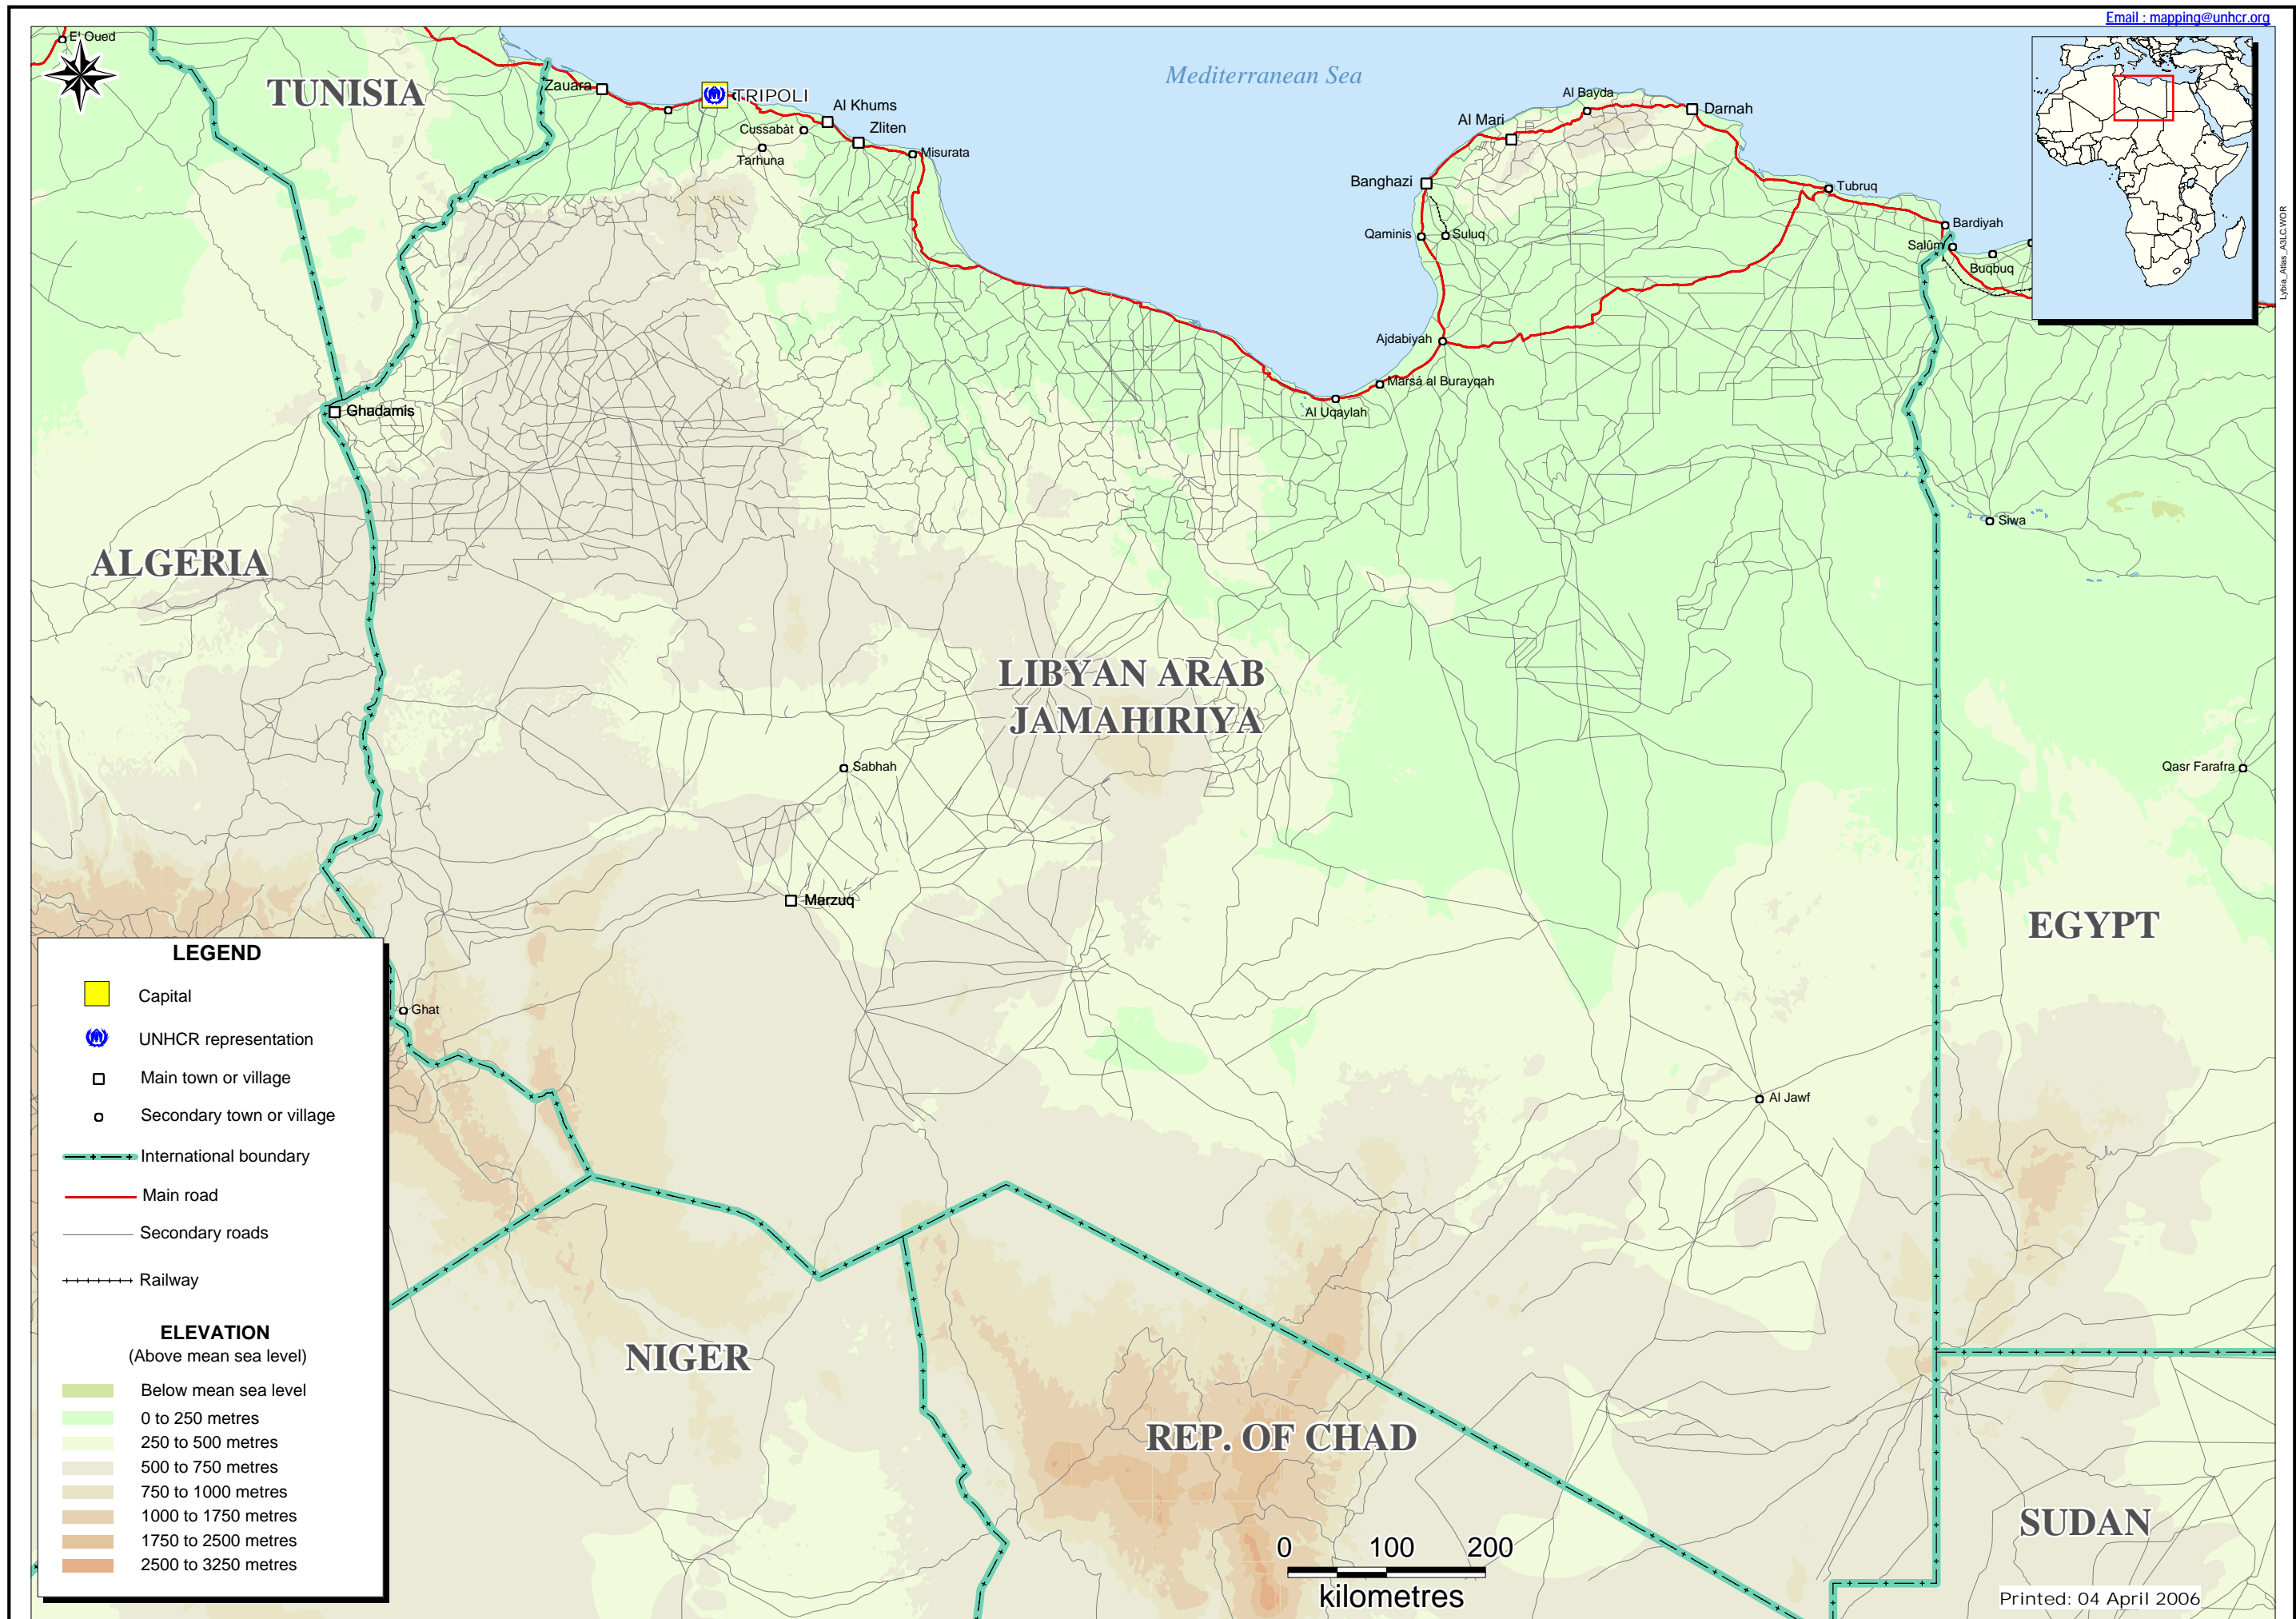 Email : mapping@unhcr.org
El Oued
TUNISIA
Mediterranean Sea
Zauara
TRIPOLI
Al Khums
Cussabàt
Zliten
Tarhuna
Misurata
Al Bayda
Al Mari
Darnah
Banghazi
Tubruq
Qaminis
Suluq
Bardiyah
Salûm
Buqbuq
Lybia_Atlas_A3LC.WOR
Ajdabiyah
Marsá al Burayqah
Al Uqaylah
Ghadamis
Siwa
ALGERIA
LIBYAN ARAB
JAMAHIRIYA
Sabhah
Qasr Farafra
Marzuq
EGYPT
Ghat
Al Jawf
NIGER
REP. OF CHAD
SUDAN
LEGEND
Capital
UNHCR representation
Main town or village
Secondary town or village
International boundary
Main road
Secondary roads
Railway
ELEVATION
(Above mean sea level)
Below mean sea level
0 to 250 metres
250 to 500 metres
500 to 750 metres
750 to 1000 metres
1000 to 1750 metres
1750 to 2500 metres
2500 to 3250 metres
0 100 200
kilometres
Printed: 04 April 2006